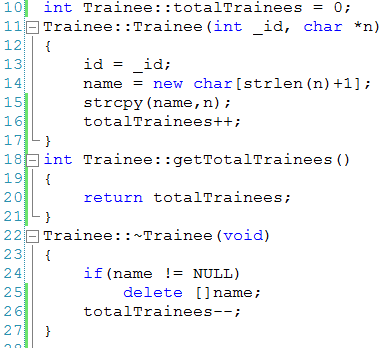 10 int Trainee::totalTrainees = 0;
11 Trainee::Trainee(int _id, char *n)
12 {
13     id = _id;
14     name = new char[strlen(n)+1];
15     strcpy(name,n);
16     totalTrainees++;
17 }
18 int Trainee::getTotalTrainees()
19 {
20     return totalTrainees;
21 }
22 Trainee::~Trainee(void)
23 {
24     if(name != NULL)
25         delete []name;
26     totalTrainees--;
27 }